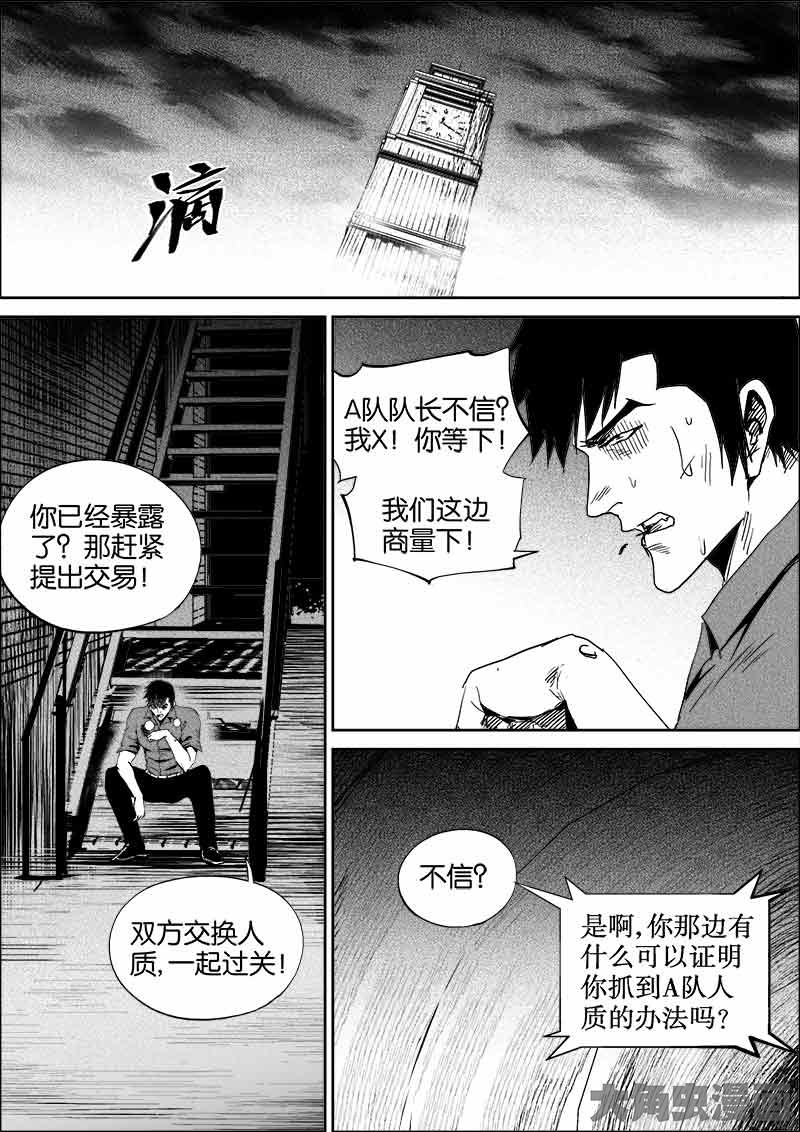 滴
你已经暴露
了？那赶紧
提出交易！
双方交换人
质，一起过关！
A队队长不信？
我X！你等下！
我们这边
商量下！
不信？
是啊，你那边有
什么可以证明
你抓到A队人
质的办法吗？
大角虫漫画